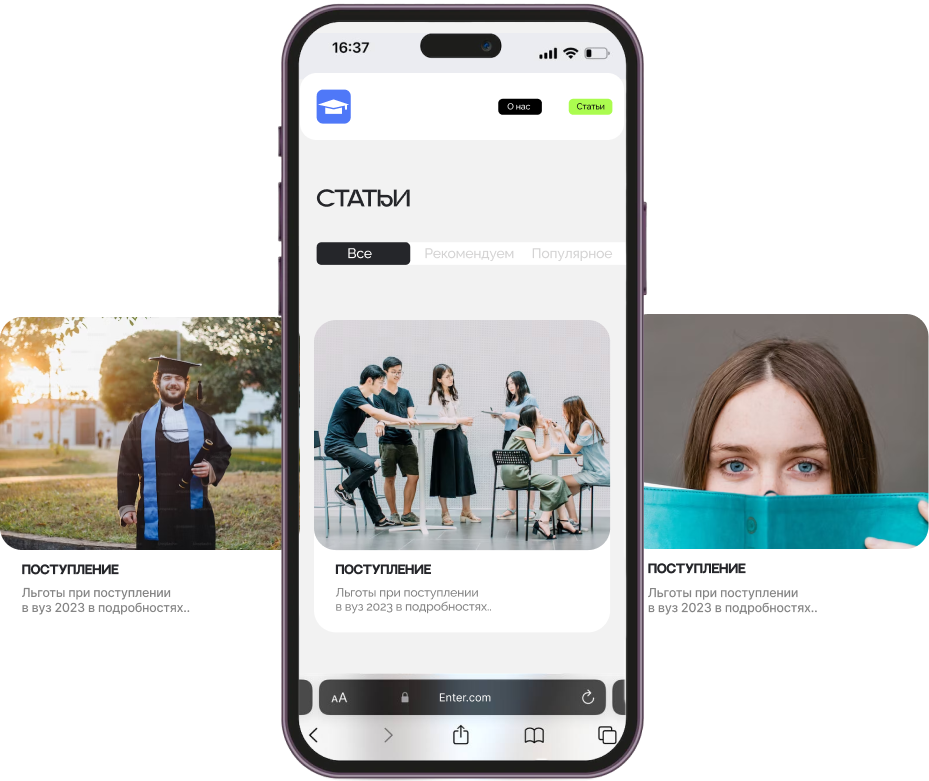 16:37
О нас
Статьи
СТАТЬИ
Все Рекомендуем Популярное
ПОСТУПЛЕНИЕ
Льготы при поступлении
в вуз 2023 в подробностях..
ПОСТУПЛЕНИЕ
Льготы при поступлении
в вуз 2023 в подробностях..
ПОСТУПЛЕНИЕ
Льготы при поступлении
в вуз 2023 в подробностях..
AA Enter.com